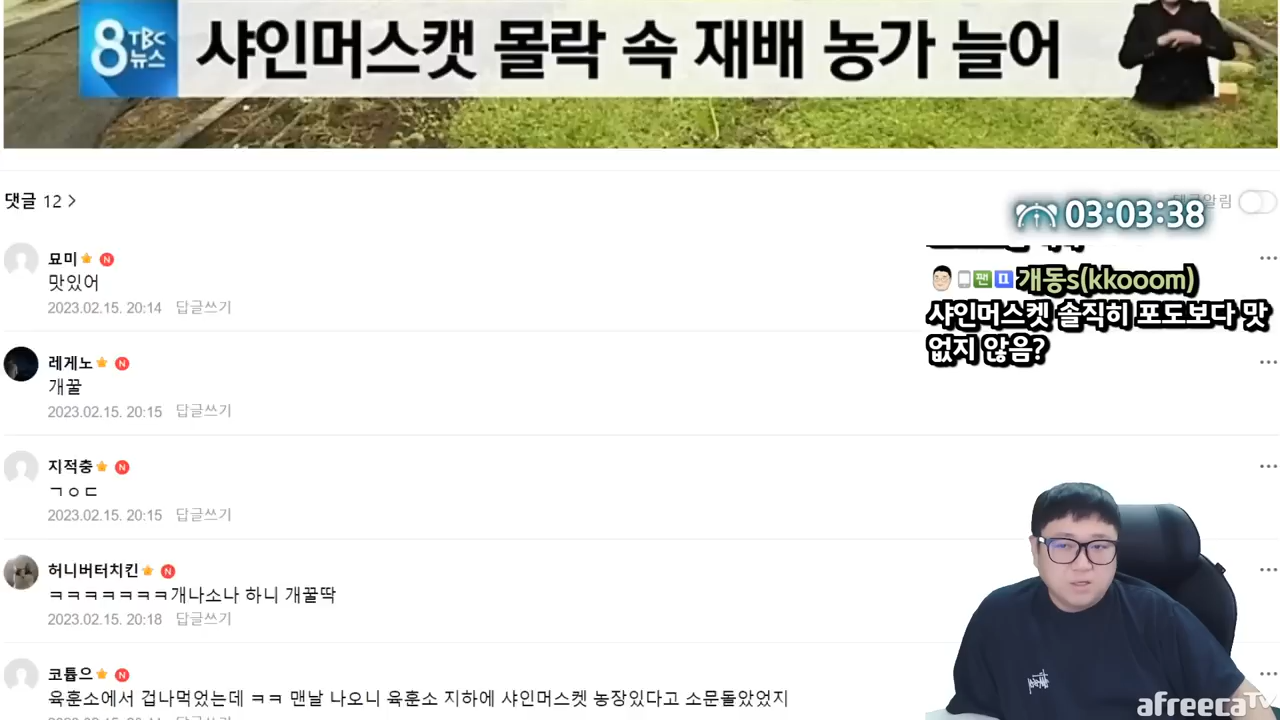 8 TBC 뉴스
샤인머스캣 몰락 속 재배 농가 늘어
댓글 12 >
알림
03:03:38
묘미 N
맛있어
2023.02.15. 20:14 답글쓰기
팬
개동s(kkooom)
샤인머스켓 솔직히 포도보다 맛
없지 않음?
레게노 N
개꿀
2023.02.15. 20:15 답글쓰기
지적충 N
ㄱㅇㄷ
2023.02.15. 20:15 답글쓰기
허니버터치킨 N
ㅋㅋㅋㅋㅋㅋㅋ개나소나 하니 개꿀딱
2023.02.15. 20:18 답글쓰기
코튭으 N
육훈소에서 겁나먹었는데 ㅋㅋ 맨날 나오니 육훈소 지하에 샤인머스켓 농장있다고 소문돌았었지
afreecaTV